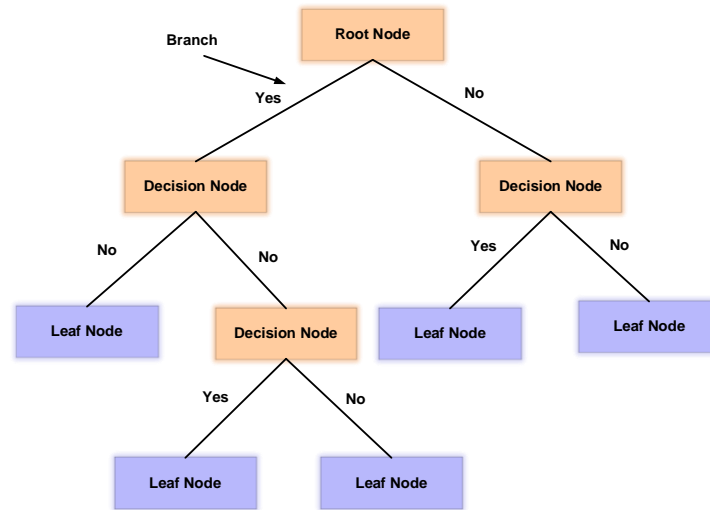 Root Node
Branch
Yes
No
Decision Node
Decision Node
No
No
Yes
No
Leaf Node
Decision Node
Leaf Node
Leaf Node
Yes
No
Leaf Node
Leaf Node